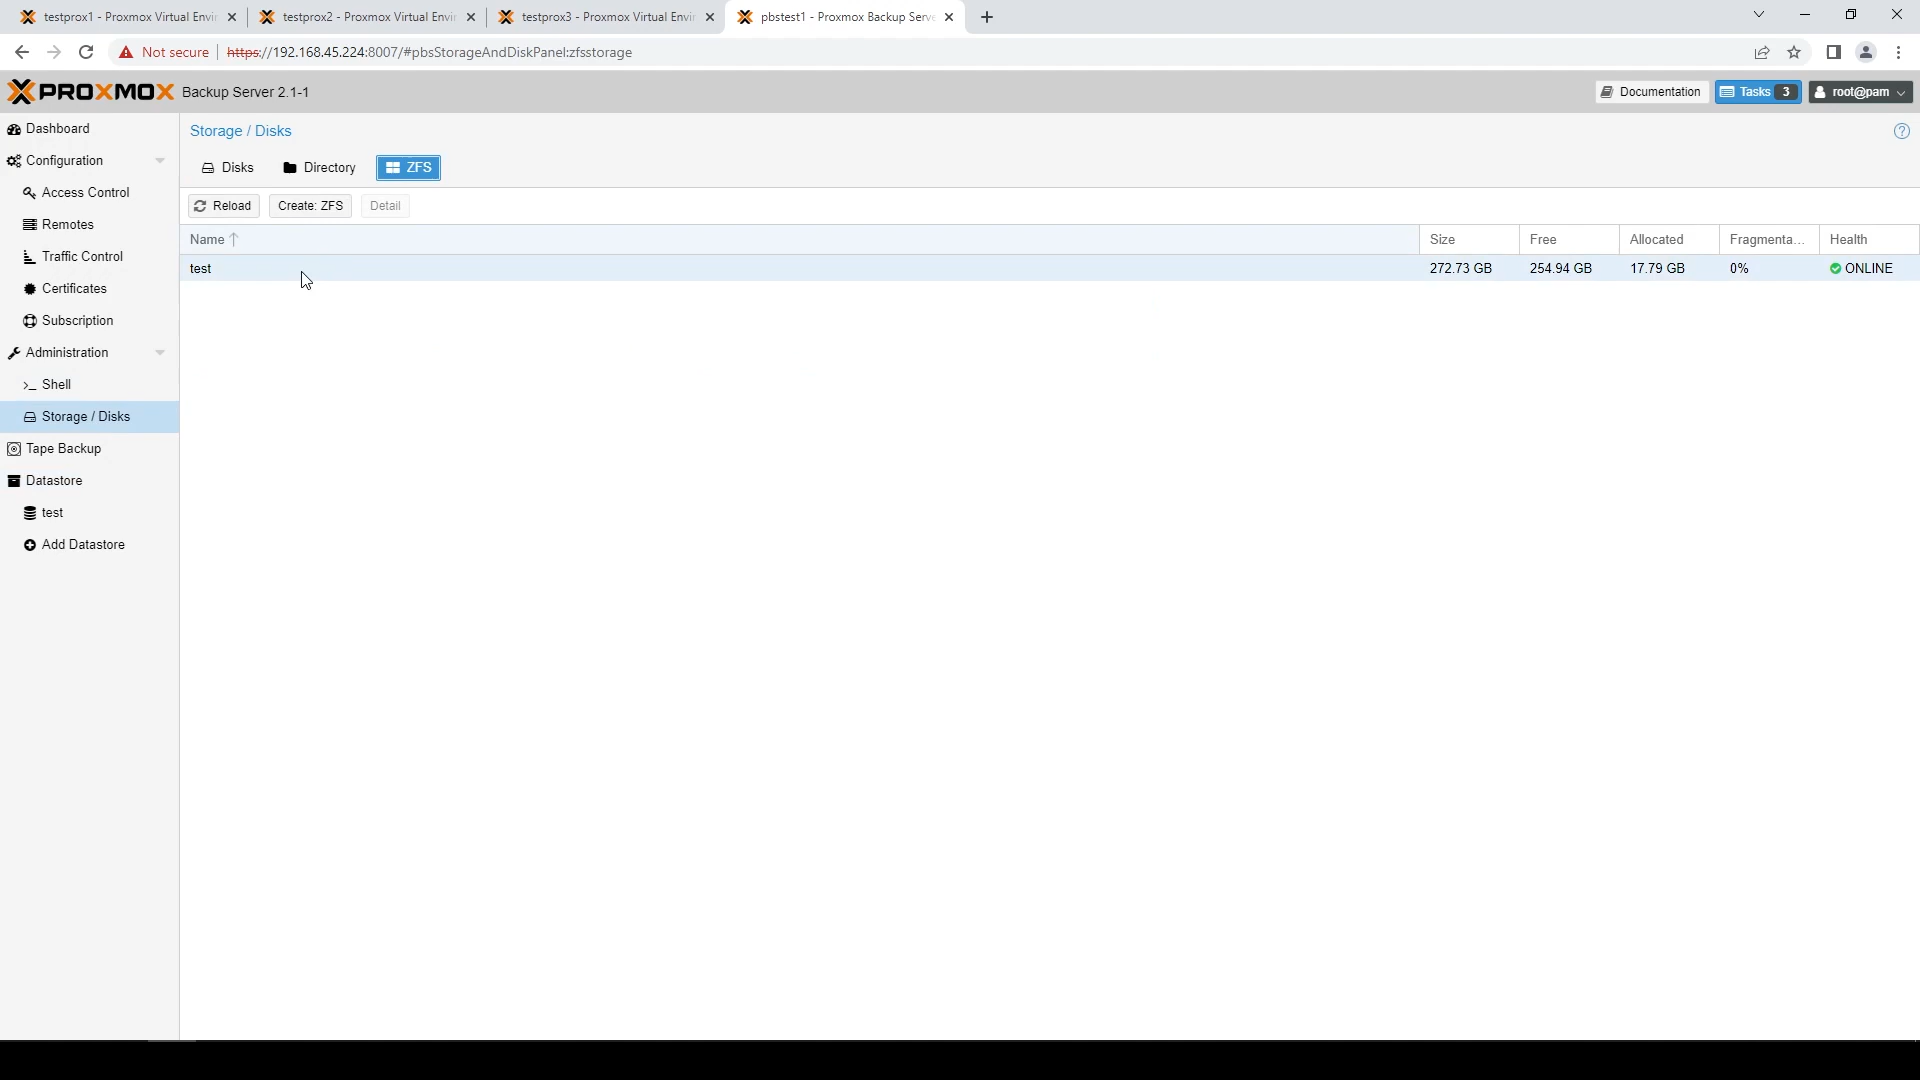 testprox1 - Proxmox Virtual Envir
testprox2 - Proxmox Virtual Envir
testprox3 - Proxmox Virtual Envir
pbstest1 - Proxmox Backup Serve
Not secure
https://192.168.45.224:8007/#pbsStorageAndDiskPanel:zfsstorage
PROXMOX Backup Server 2.1-1
Documentation
Tasks 3
root@pam
Dashboard
Configuration
Access Control
Remotes
Traffic Control
Certificates
Subscription
Administration
>_ Shell
Storage / Disks
Tape Backup
Datastore
test
Add Datastore
Storage / Disks
Disks
Directory
ZFS
Reload
Create: ZFS
Detail
Name Size Free Allocated Fragmenta... Health
test 272.73 GB 254.94 GB 17.79 GB 0% ONLINE